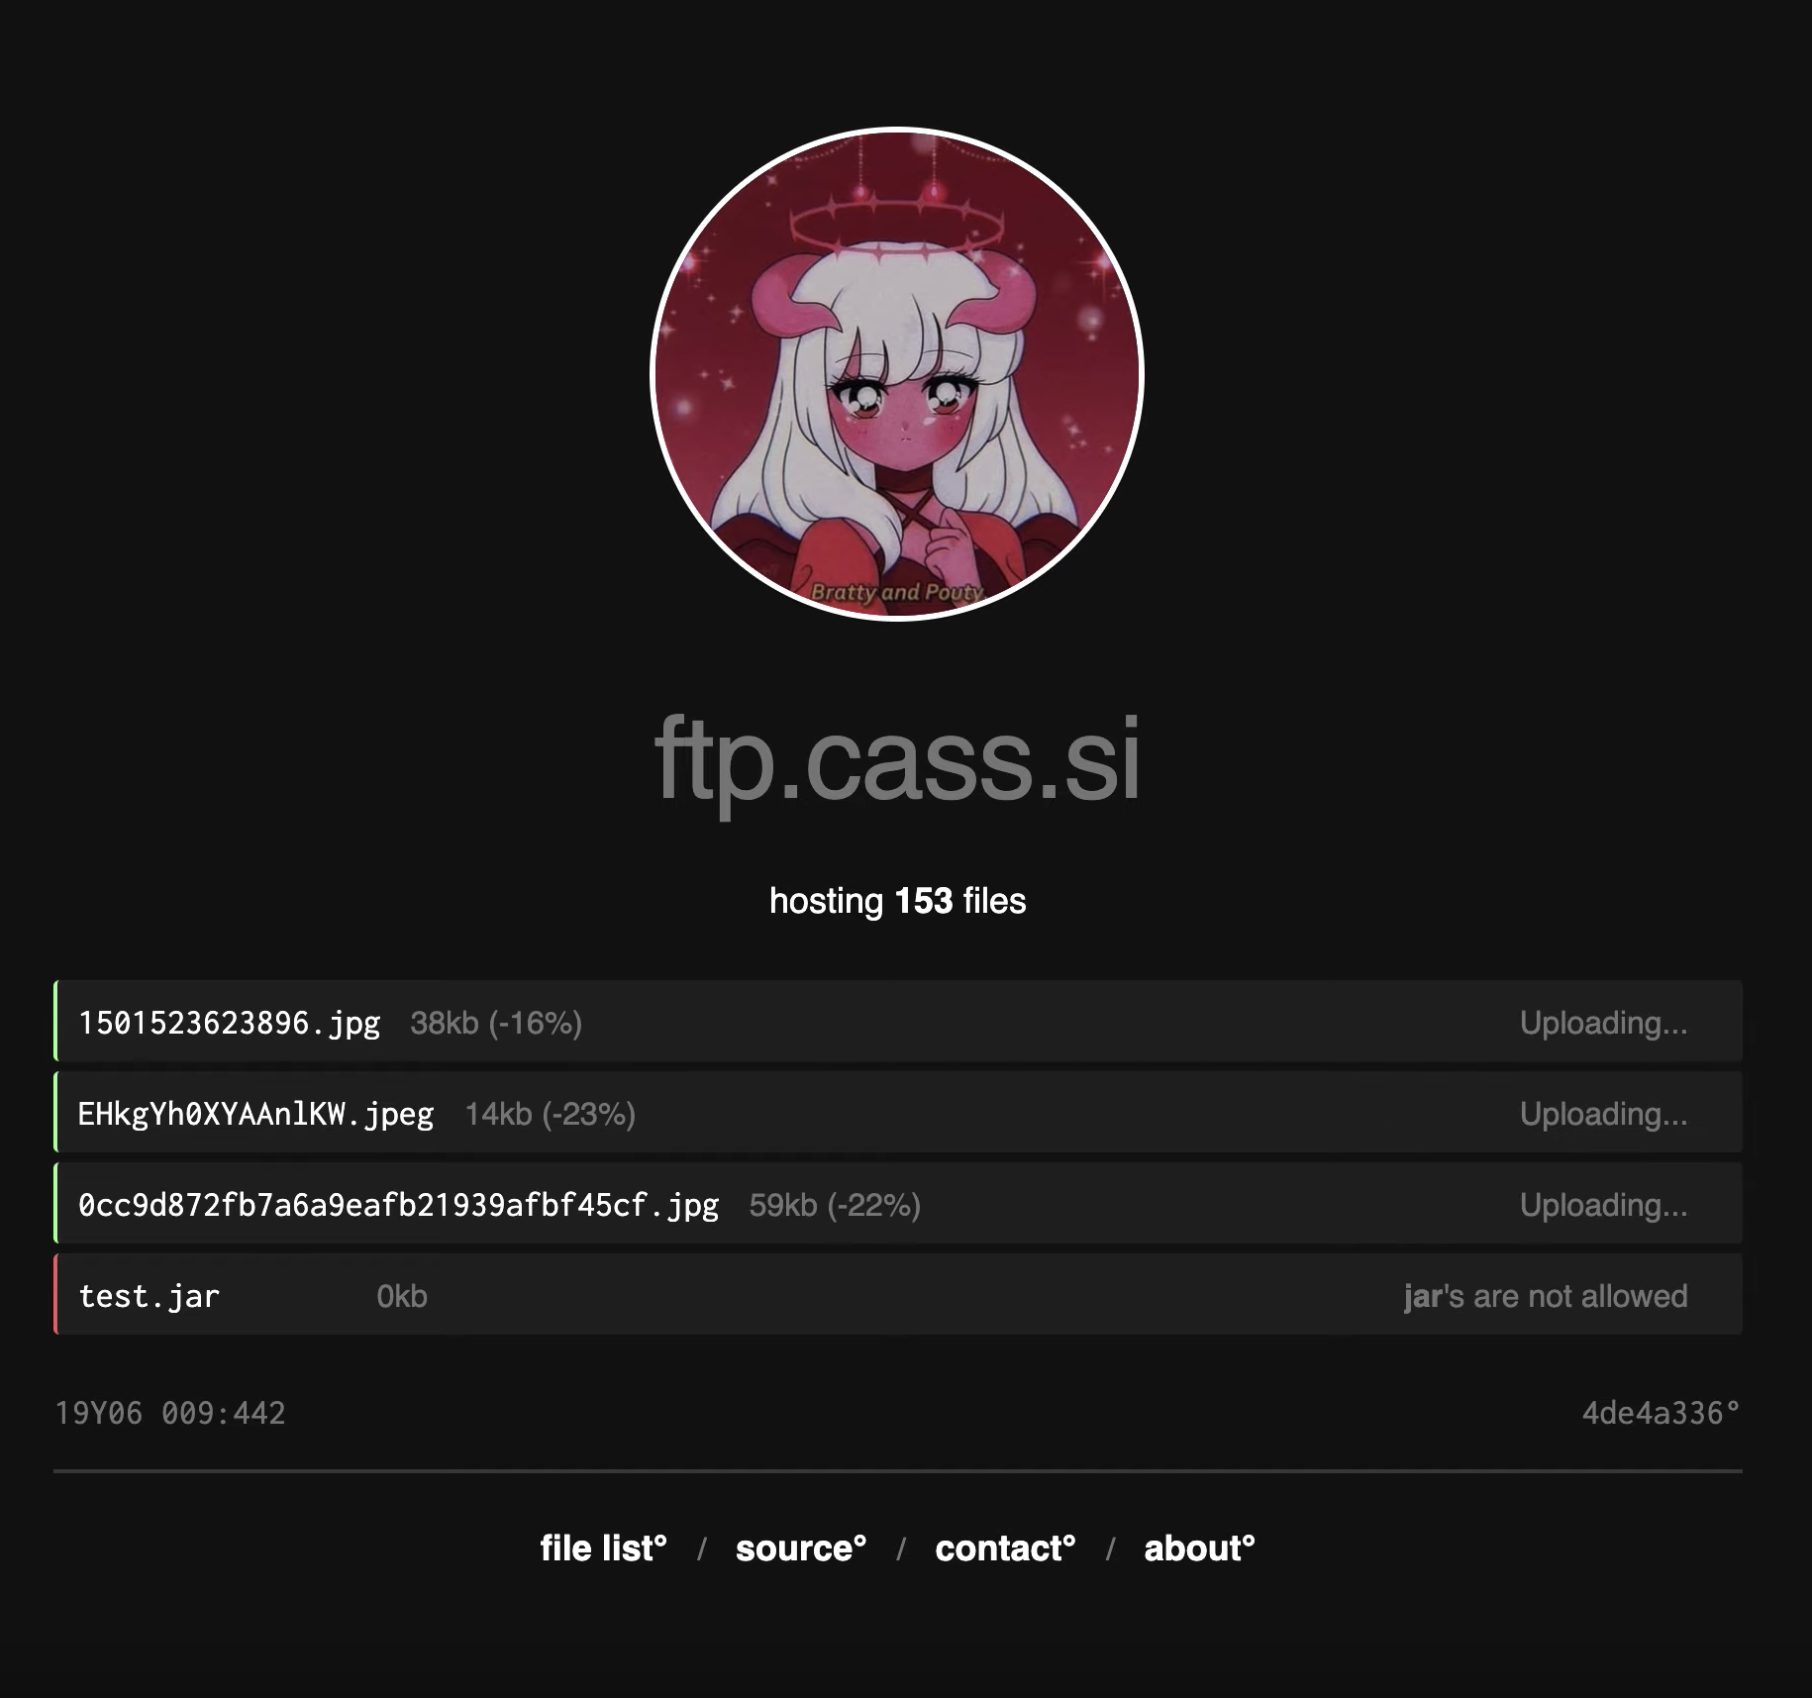 Bratty and Pouty
ftp.cass.si
hosting 153 files
1501523623896.jpg 38kb (-16%) Uploading...
EHkgYh0XYAAnlKW.jpeg 14kb (-23%) Uploading...
0cc9d872fb7a6a9eafb21939afbf45cf.jpg 59kb (-22%) Uploading...
test.jar 0kb jar's are not allowed
19Y06 009:442 4de4a336°
file list° / source° / contact° / about°